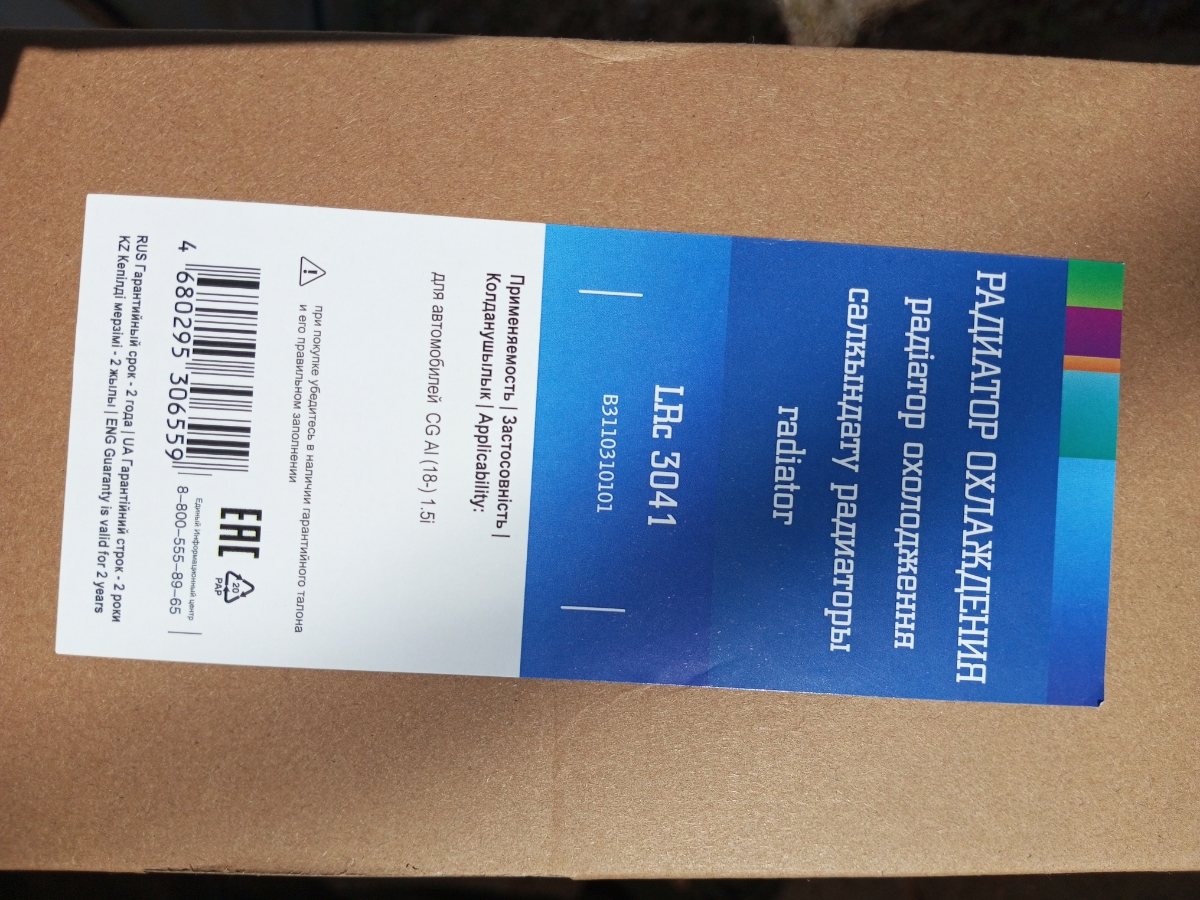 РАДИАТОР ОХЛАЖДЕНИЯ
радіатор охолодження
салкындату радиаторы
radiator
LRc 3041
B3110310101
Применяемость | Застосовність |
Колданушылык | Applicability:
для автомобилей CG Al (18-) 1.5i
при покупке убедитесь в наличии гарантийного талона
и его правильном заполнении
4 680295 306559
EAC
20
PAP
Единый Информационный центр
8-800-555-89-65
RUS Гарантийный срок - 2 года | UA Гарантійний строк - 2 роки
KZ Кепілді мерзімі - 2 жылы | ENG Guaranty is valid for 2 years